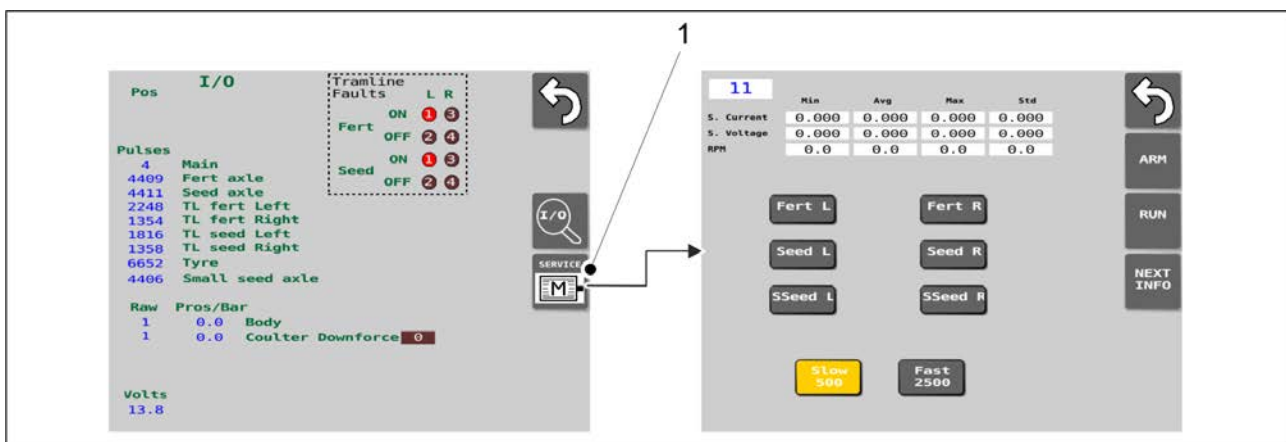 1
I/O
Pos
Tramline
Faults L R
ON 1 3
Fert
OFF 2 4
ON 1 3
Seed
OFF 2 4
Pulses
4 Main
4409 Fert axle
4411 Seed axle
2248 TL fert Left
1354 TL fert Right
1816 TL seed Left
1358 TL seed Right
6652 Tyre
4406 Small seed axle
Raw Pros/Bar
1 0.0 Body
1 0.0 Coulter Downforce 0
Volts
13.8
I/O
SERVICE
M
11
Min Avg Max Std
S. Current 0.000 0.000 0.000 0.000
S. Voltage 0.000 0.000 0.000 0.000
RPM 0.0 0.0 0.0 0.0
Fert L Fert R
Seed L Seed R
SSeed L SSeed R
Slow
500
Fast
2500
ARM
RUN
NEXT
INFO